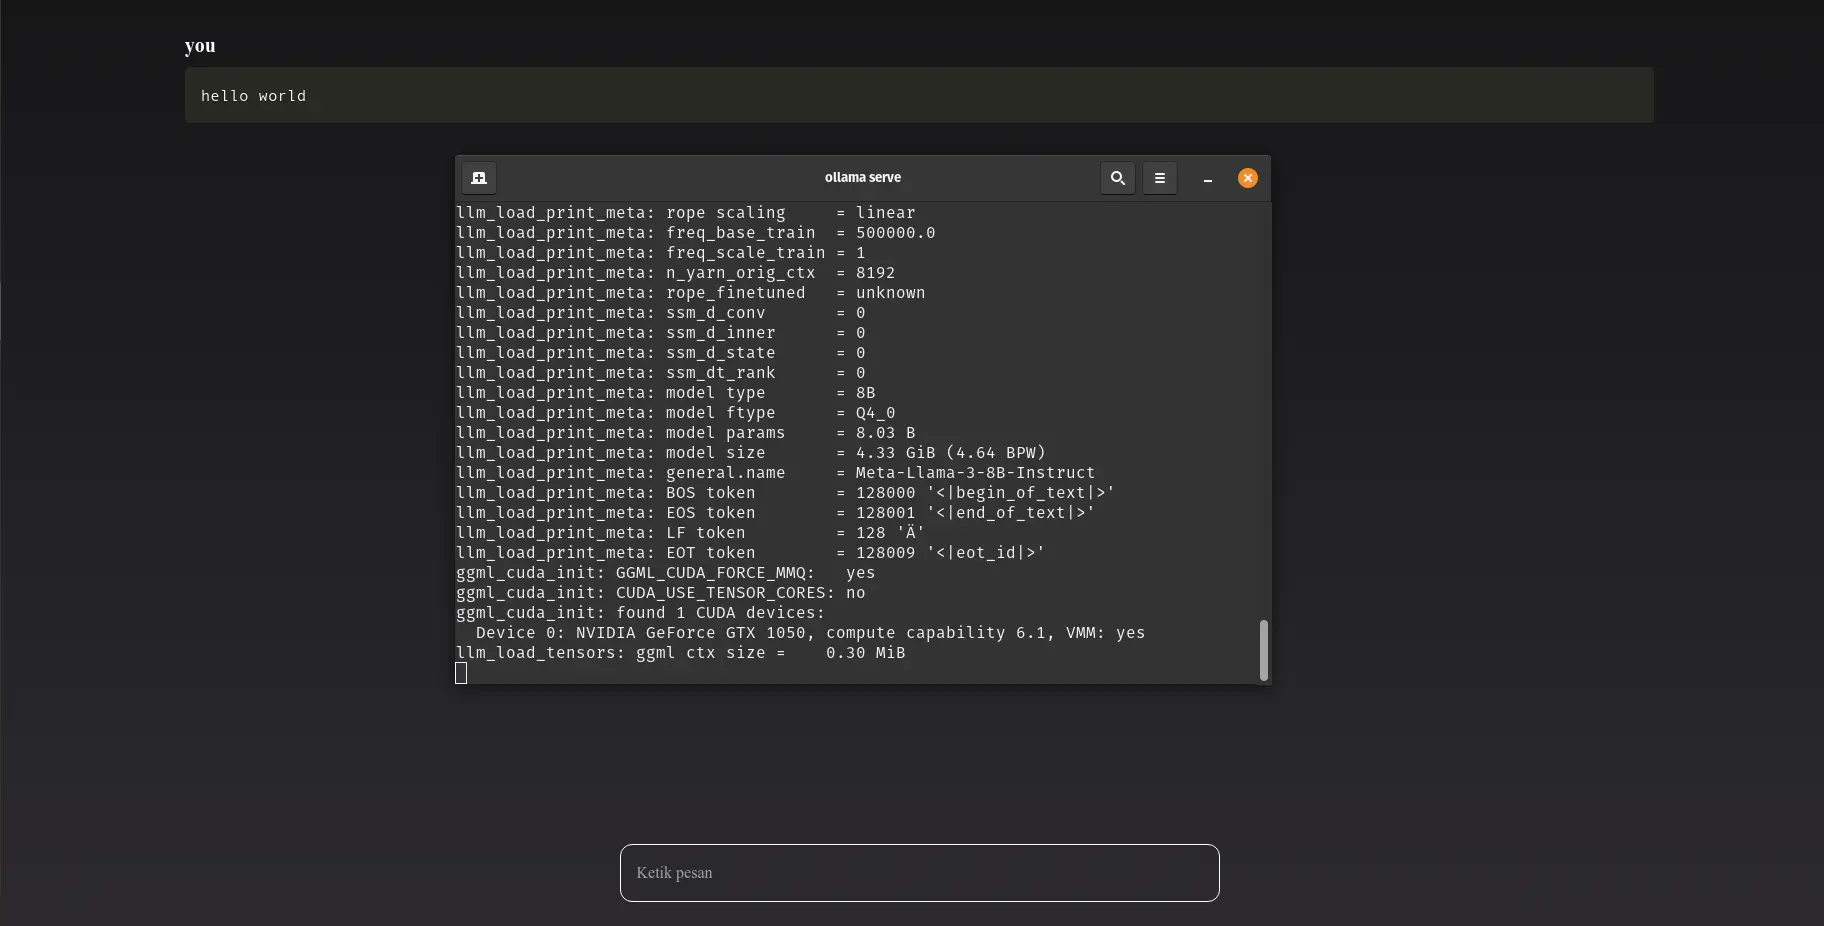 you
hello world
ollama serve
llm_load_print_meta: rope scaling     = linear
llm_load_print_meta: freq_base_train  = 500000.0
llm_load_print_meta: freq_scale_train = 1
llm_load_print_meta: n_yarn_orig_ctx  = 8192
llm_load_print_meta: rope_finetuned   = unknown
llm_load_print_meta: ssm_d_conv       = 0
llm_load_print_meta: ssm_d_inner      = 0
llm_load_print_meta: ssm_d_state      = 0
llm_load_print_meta: ssm_dt_rank      = 0
llm_load_print_meta: model type       = 8B
llm_load_print_meta: model ftype      = Q4_0
llm_load_print_meta: model params     = 8.03 B
llm_load_print_meta: model size       = 4.33 GiB (4.64 BPW)
llm_load_print_meta: general.name     = Meta-Llama-3-8B-Instruct
llm_load_print_meta: BOS token        = 128000 '<|begin_of_text|>'
llm_load_print_meta: EOS token        = 128001 '<|end_of_text|>'
llm_load_print_meta: LF token         = 128 'Ä'
llm_load_print_meta: EOT token        = 128009 '<|eot_id|>'
ggml_cuda_init: GGML_CUDA_FORCE_MMQ:   yes
ggml_cuda_init: CUDA_USE_TENSOR_CORES: no
ggml_cuda_init: found 1 CUDA devices:
  Device 0: NVIDIA GeForce GTX 1050, compute capability 6.1, VMM: yes
llm_load_tensors: ggml ctx size =    0.30 MiB
Ketik pesan